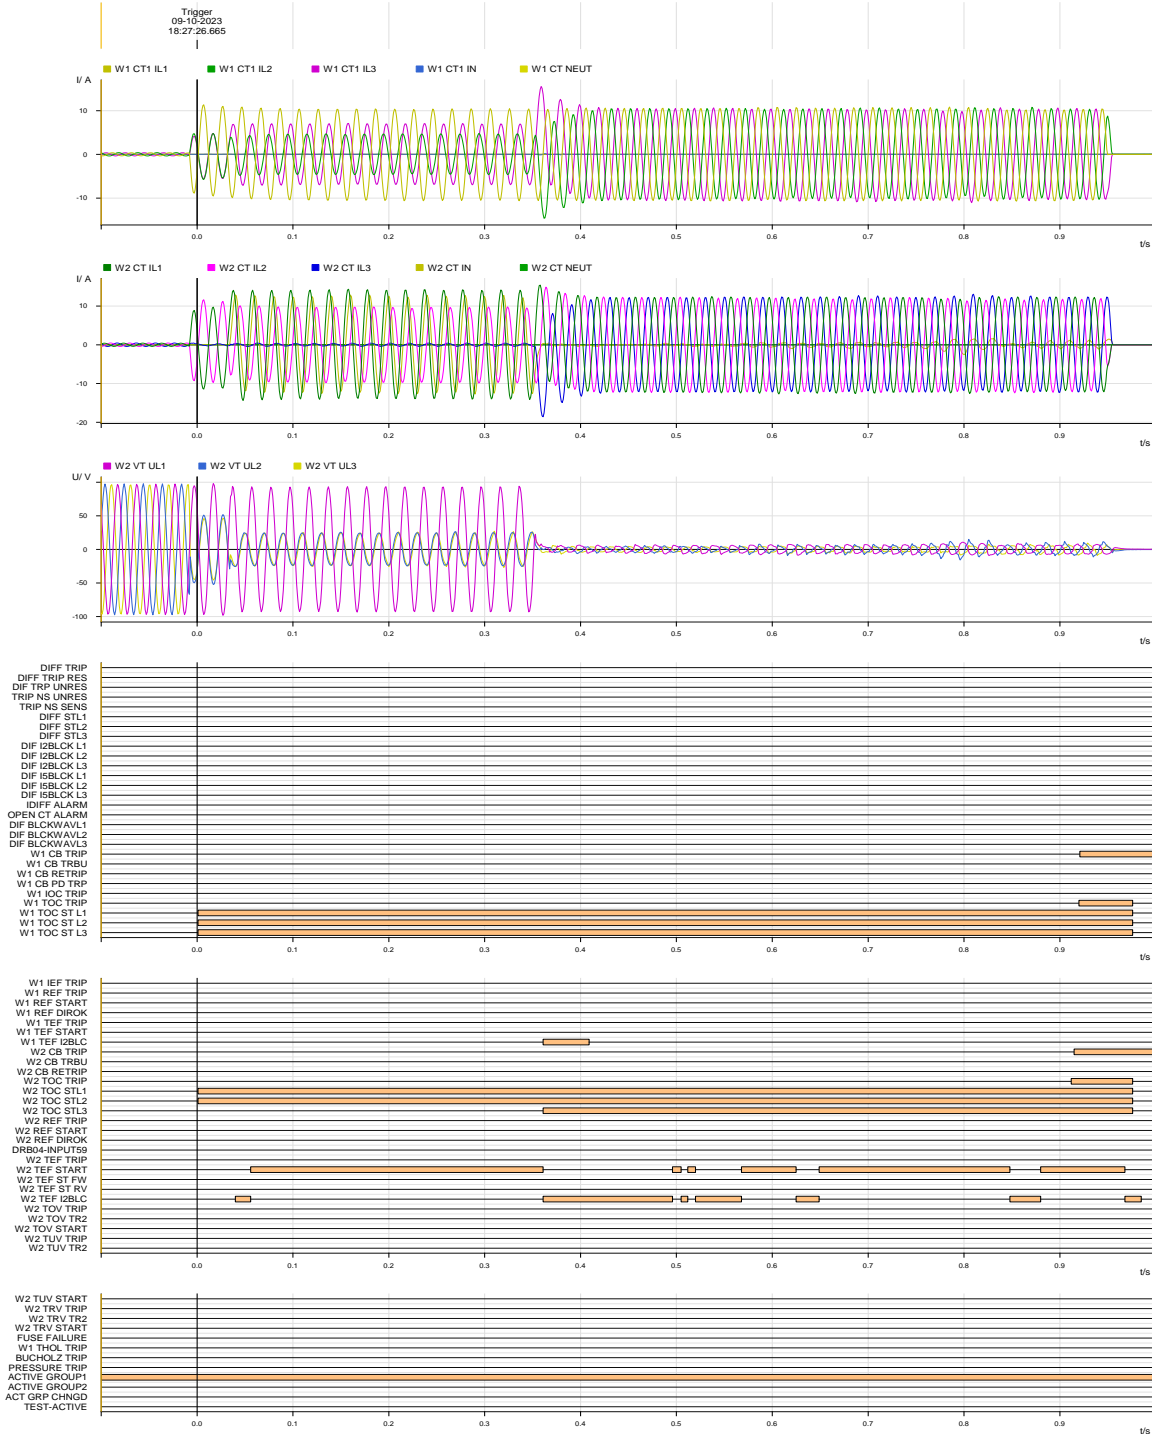 Trigger
09-10-2023
18:27:26.665
W1 CT1 IL1 W1 CT1 IL2 W1 CT1 IL3 W1 CT1 IN W1 CT NEUT
I/ A
10
0
-10
0.0 0.1 0.2 0.3 0.4 0.5 0.6 0.7 0.8 0.9
t/s
W2 CT IL1 W2 CT IL2 W2 CT IL3 W2 CT IN W2 CT NEUT
I/ A
10
0
-10
-20
0.0 0.1 0.2 0.3 0.4 0.5 0.6 0.7 0.8 0.9
t/s
W2 VT UL1 W2 VT UL2 W2 VT UL3
U/ V
50
0
-50
-100
0.0 0.1 0.2 0.3 0.4 0.5 0.6 0.7 0.8 0.9
t/s
DIFF TRIP
DIFF TRIP RES
DIF TRP UNRES
TRIP NS UNRES
TRIP NS SENS
DIFF STL1
DIFF STL2
DIFF STL3
DIF I2BLCK L1
DIF I2BLCK L2
DIF I2BLCK L3
DIF I5BLCK L1
DIF I5BLCK L2
DIF I5BLCK L3
IDIFF ALARM
OPEN CT ALARM
DIF BLCKWAVL1
DIF BLCKWAVL2
DIF BLCKWAVL3
W1 CB TRIP
W1 CB TRBU
W1 CB RETRIP
W1 CB PD TRP
W1 IOC TRIP
W1 TOC TRIP
W1 TOC ST L1
W1 TOC ST L2
W1 TOC ST L3
0.0 0.1 0.2 0.3 0.4 0.5 0.6 0.7 0.8 0.9
t/s
W1 IEF TRIP
W1 REF TRIP
W1 REF START
W1 REF DIROK
W1 TEF TRIP
W1 TEF START
W1 TEF I2BLC
W2 CB TRIP
W2 CB TRBU
W2 CB RETRIP
W2 TOC TRIP
W2 TOC STL1
W2 TOC STL2
W2 TOC STL3
W2 REF TRIP
W2 REF START
W2 REF DIROK
DRB04-INPUT59
W2 TEF TRIP
W2 TEF START
W2 TEF ST FW
W2 TEF ST RV
W2 TEF I2BLC
W2 TOV TRIP
W2 TOV TR2
W2 TOV START
W2 TUV TRIP
W2 TUV TR2
0.0 0.1 0.2 0.3 0.4 0.5 0.6 0.7 0.8 0.9
t/s
W2 TUV START
W2 TRV TRIP
W2 TRV TR2
W2 TRV START
FUSE FAILURE
W1 THOL TRIP
BUCHOLZ TRIP
PRESSURE TRIP
ACTIVE GROUP1
ACTIVE GROUP2
ACT GRP CHNGD
TEST-ACTIVE
0.0 0.1 0.2 0.3 0.4 0.5 0.6 0.7 0.8 0.9
t/s